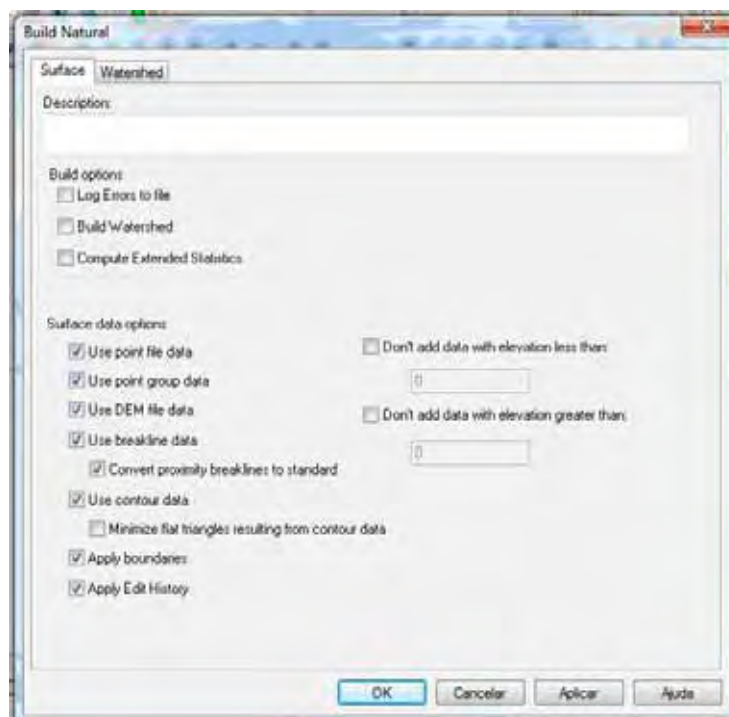 Build Natural
Surface Watershed
Description:
Build options
Log Errors to file
Build Watershed
Compute Extended Statistics
Surface data options
Use point file data
Don't add data with elevation less than:
Use point group data
0
Use DEM file data
Don't add data with elevation greater than:
Use breakline data
0
Convert proximity breaklines to standard
Use contour data
Minimize flat triangles resulting from contour data
Apply boundaries
Apply Edit History
OK Cancelar Aplicar Ajuda